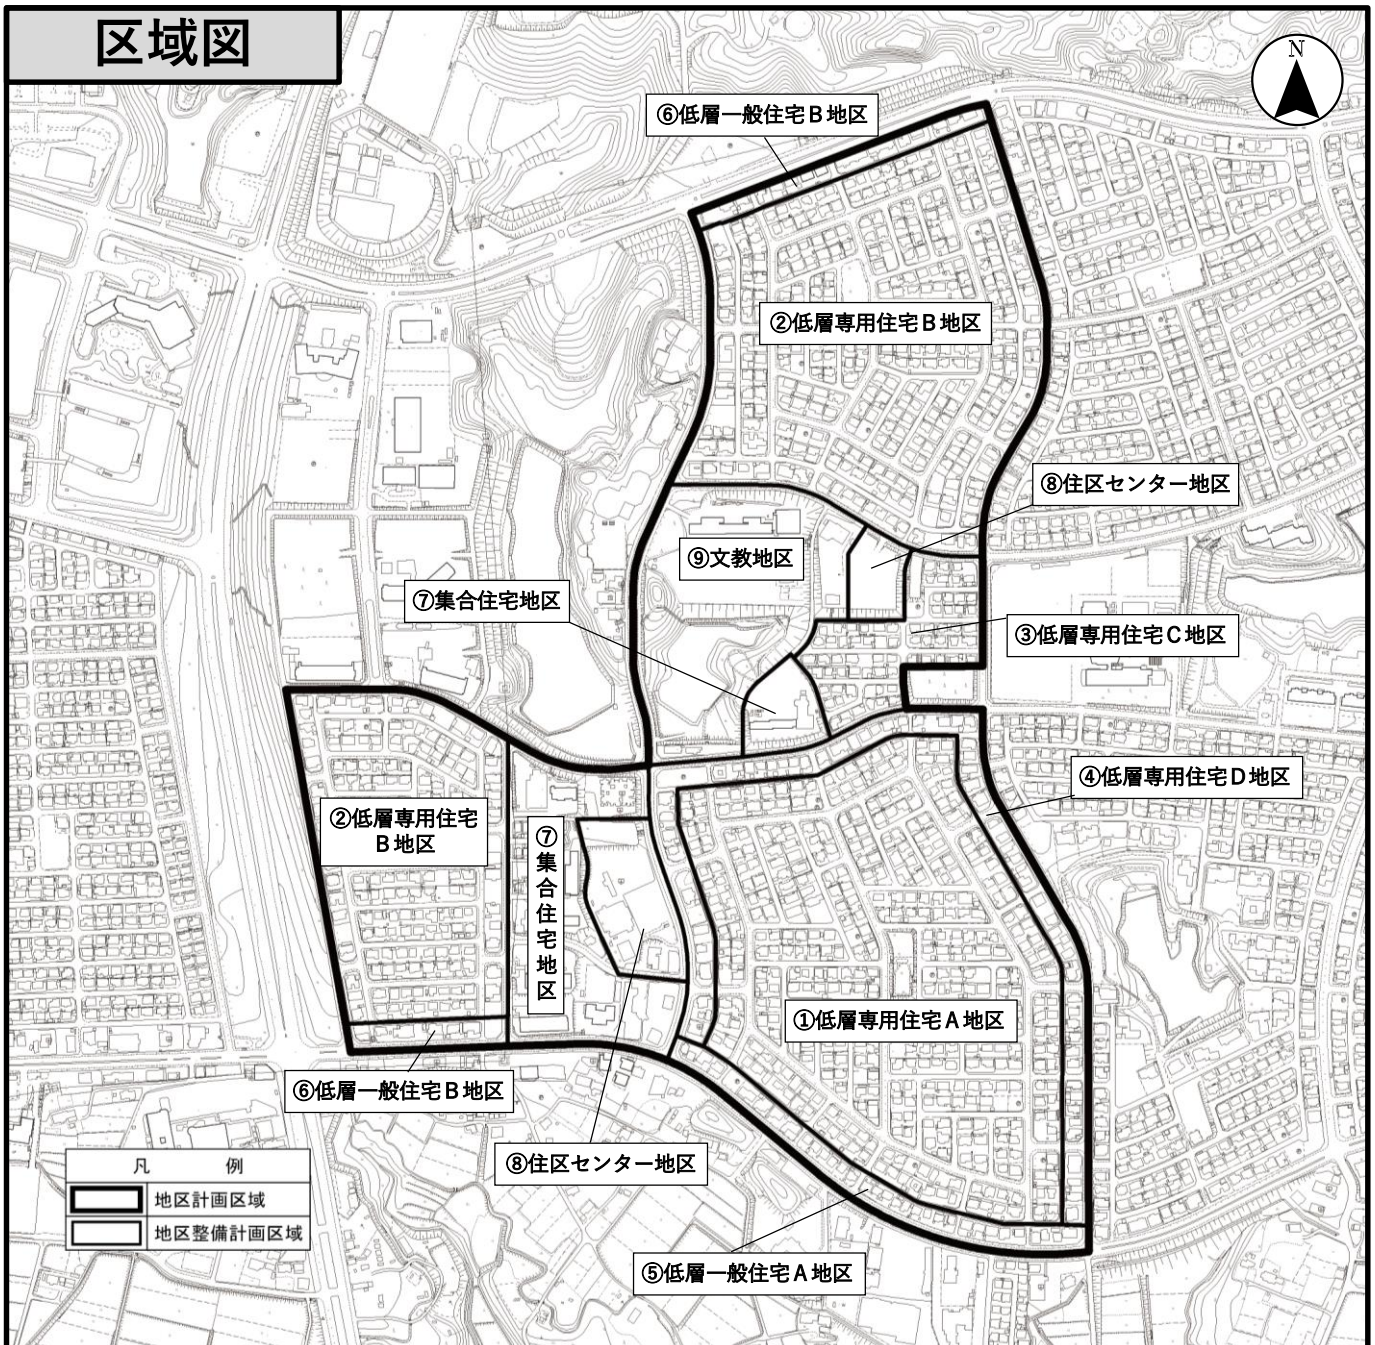 区域図
N
⑥低層一般住宅B地区
②低層専用住宅B地区
⑧住区センター地区
⑨文教地区
⑦集合住宅地区
③低層専用住宅C地区
④低層専用住宅D地区
②低層専用住宅
B地区
⑦集合住宅地区
①低層専用住宅A地区
⑥低層一般住宅B地区
⑧住区センター地区
⑤低層一般住宅A地区
凡 例
地区計画区域
地区整備計画区域